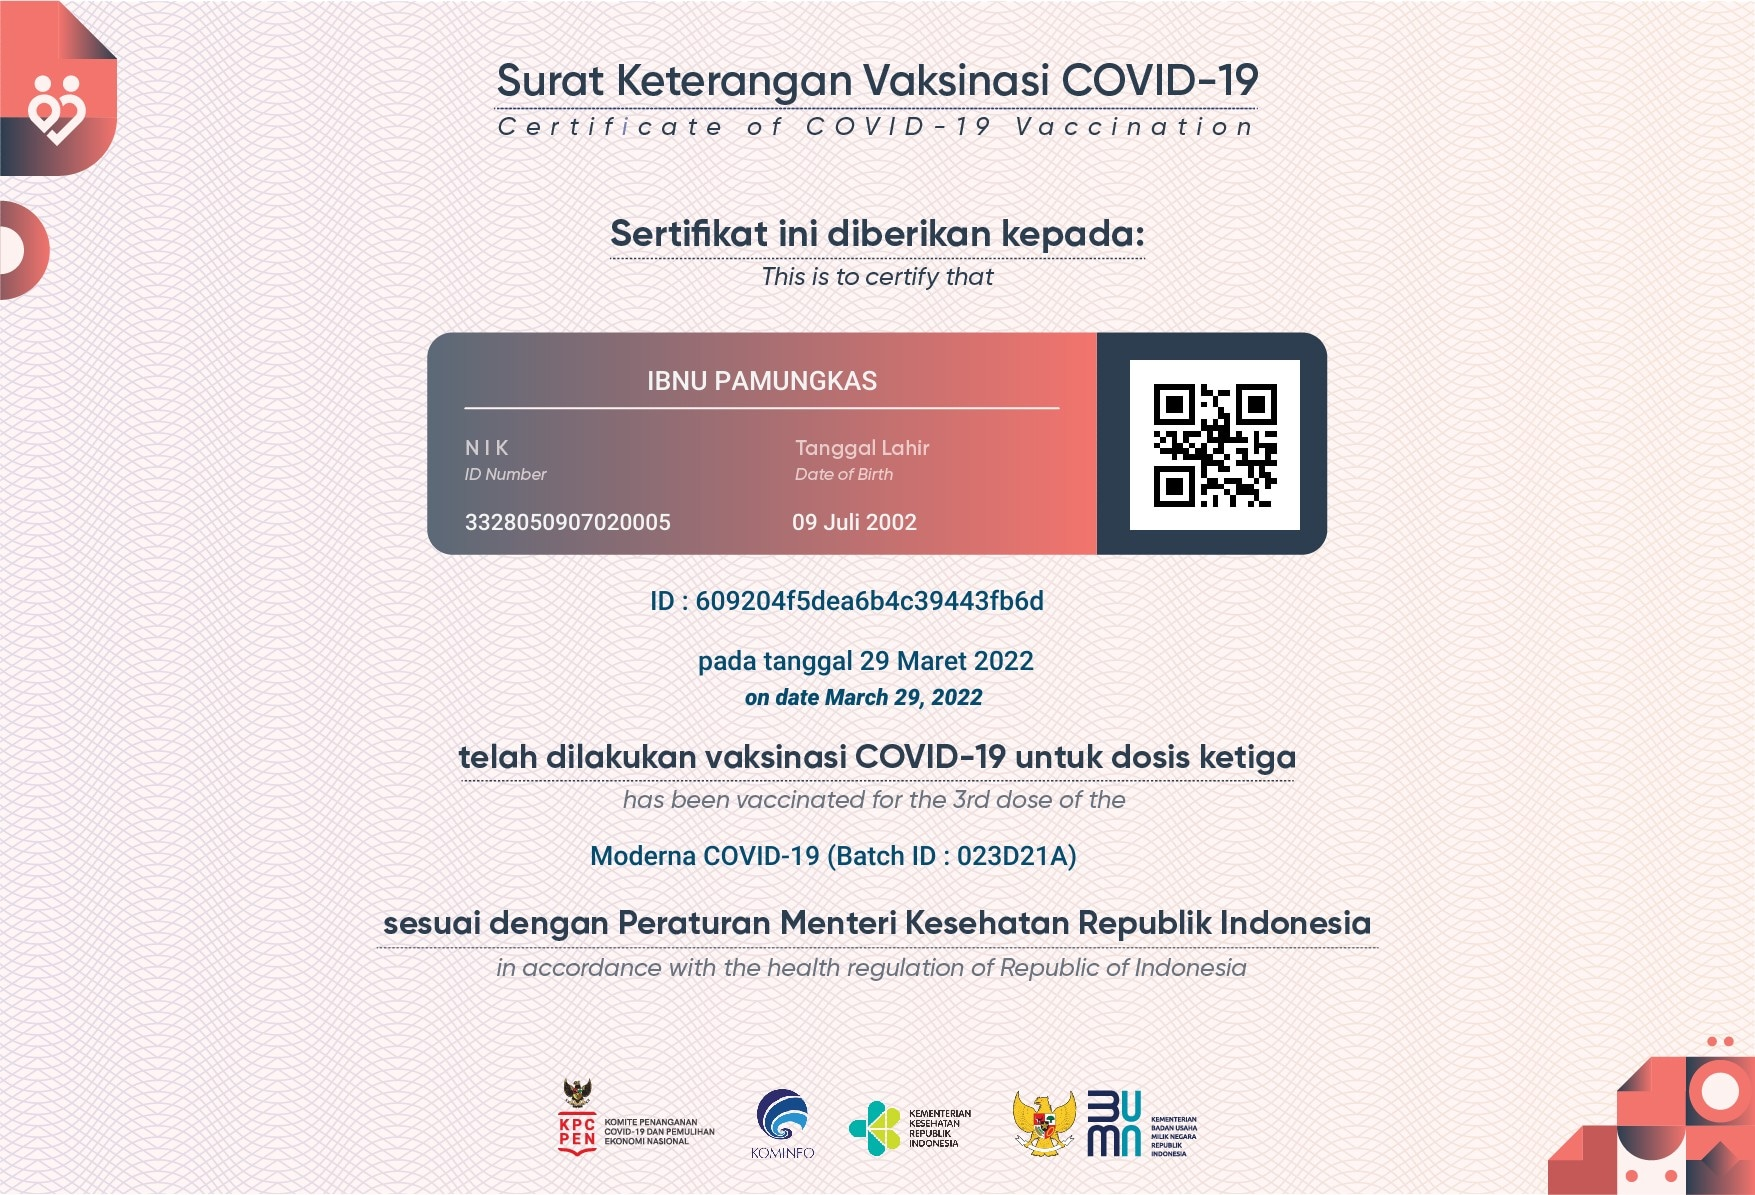 Surat Keterangan Vaksinasi COVID-19
Certificate of COVID-19 Vaccination
Sertifikat ini diberikan kepada:
This is to certify that
IBNU PAMUNGKAS
NIK
Tanggal Lahir
ID Number
Date of Birth
3328050907020005
09 Juli 2002
ID : 609204f5dea6b4c39443fb6d
pada tanggal 29 Maret 2022
on date March 29, 2022
telah dilakukan vaksinasi COVID-19 untuk dosis ketiga
has been vaccinated for the 3rd dose of the
Moderna COVID-19 (Batch ID : 023D21A)
sesuai dengan Peraturan Menteri Kesehatan Republik Indonesia
in accordance with the health regulation of Republic of Indonesia
KPC
PEN
KOMITE PENANGANAN
COVID-19 DAN PEMULIHAN
EKONOMI NASIONAL
KOMINFO
KEMENTERIAN
KESEHATAN
REPUBLIK
INDONESIA
BUMN
KEMENTERIAN
BADAN USAHA
MILIK NEGARA
REPUBLIK
INDONESIA